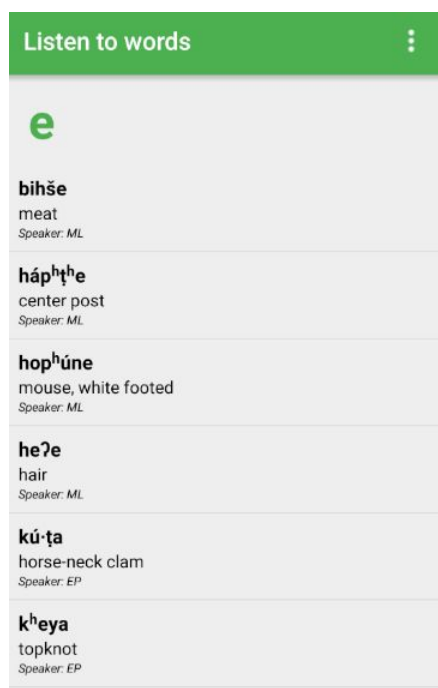 Listen to words
e
bihše
meat
Speaker: ML
hápʰṭʰe
center post
Speaker: ML
hopʰúne
mouse, white footed
Speaker: ML
heʔe
hair
Speaker: ML
kú·ṭa
horse-neck clam
Speaker: EP
kʰeya
topknot
Speaker: EP